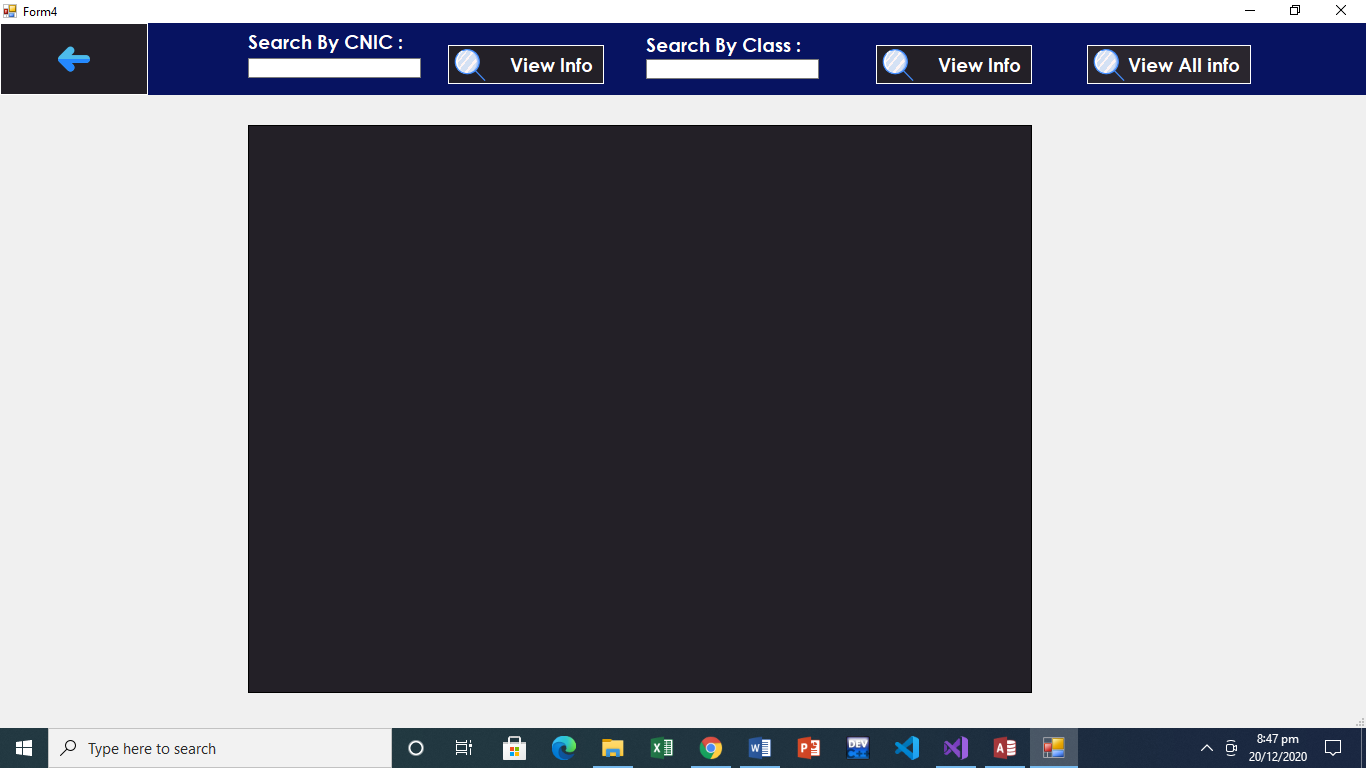 Form4
Search By CNIC :
View Info
Search By Class :
View Info
View All info
Type here to search
DEV
8:47 pm
20/12/2020